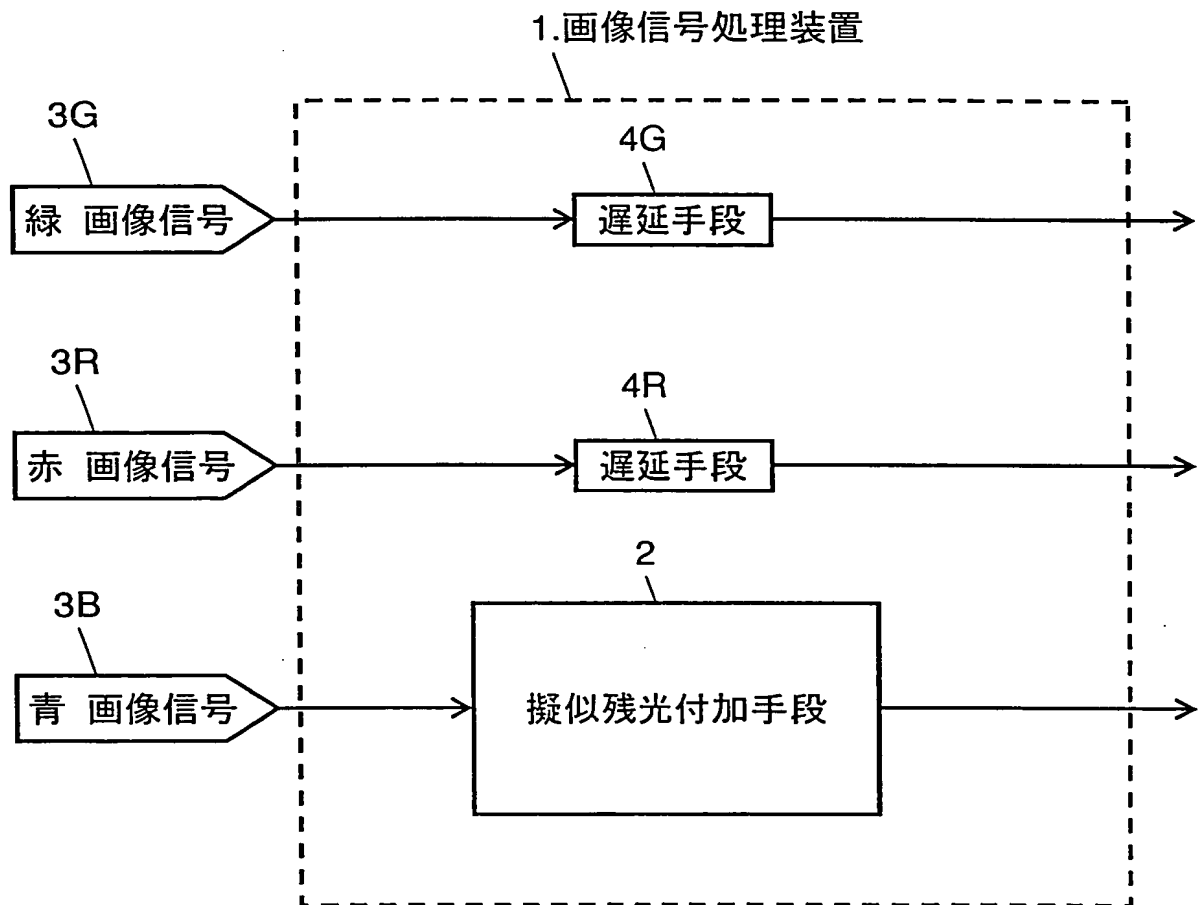 1.画像信号処理装置
3G
4G
緑 画像信号
遅延手段
3R
4R
赤 画像信号
遅延手段
2
3B
青 画像信号
擬似残光付加手段